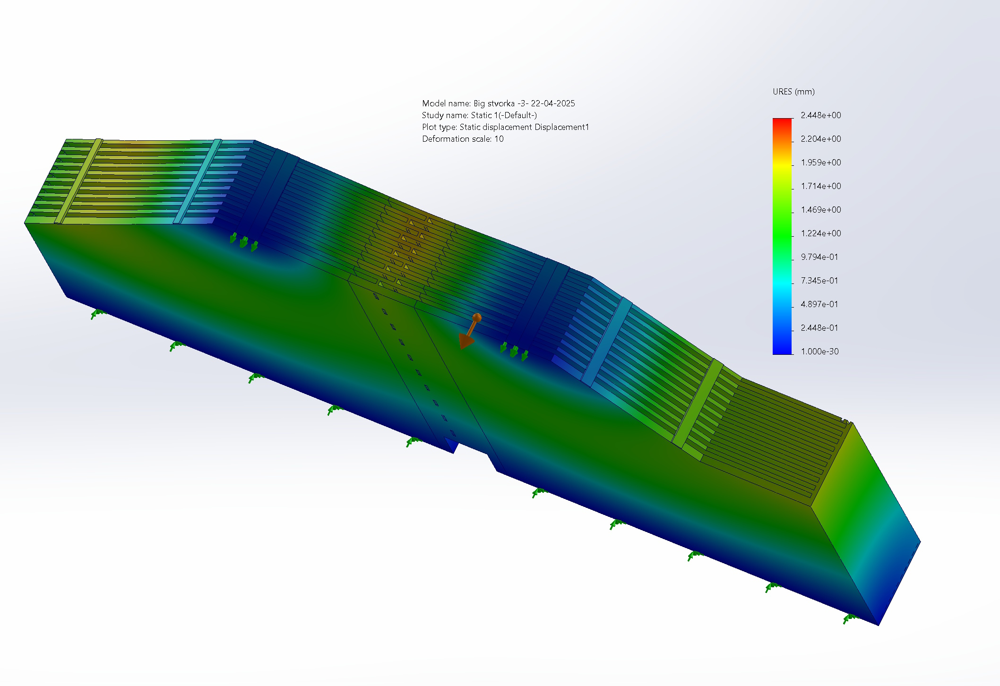 URES (mm)
Model name: Big stvorka -3- 22-04-2025
Study name: Static 1(-Default-)
Plot type: Static displacement Displacement1
Deformation scale: 10
2.448e+00
2.204e+00
1.959e+00
1.714e+00
1.469e+00
1.224e+00
9.794e-01
7.345e-01
4.897e-01
2.448e-01
1.000e-30